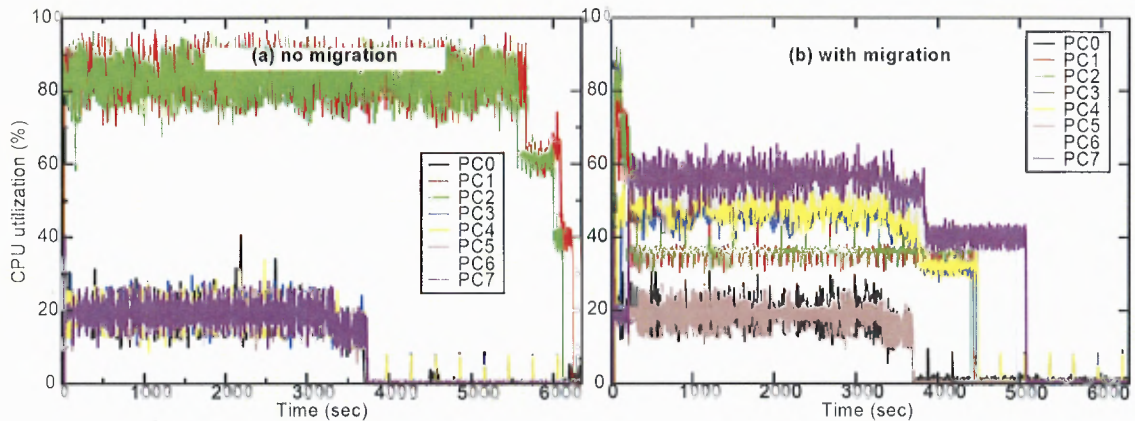 100
80
60
40
20
0
CPU utilization (%)
(a) no migration
PC0
PC1
PC2
PC3
PC4
PC5
PC6
PC7
0
1000
2000
3000
4000
5000
6000
Time (sec)
100
80
60
40
20
0
(b) with migration
PC0
PC1
PC2
PC3
PC4
PC5
PC6
PC7
0
1000
2000
3000
4000
5000
6000
Time (sec)